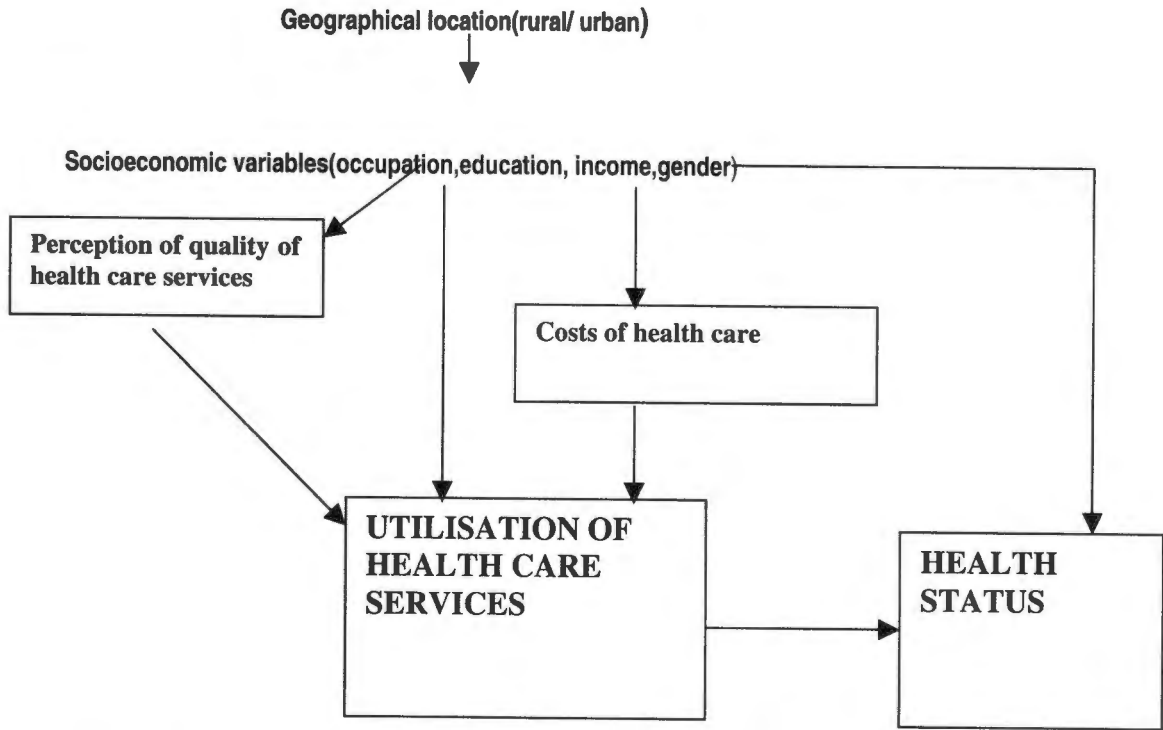 Geographical location(rural/ urban)
Socioeconomic variables(occupation,education, income,gender)
Perception of quality of
health care services
Costs of health care
UTILISATION OF
HEALTH CARE
SERVICES
HEALTH
STATUS